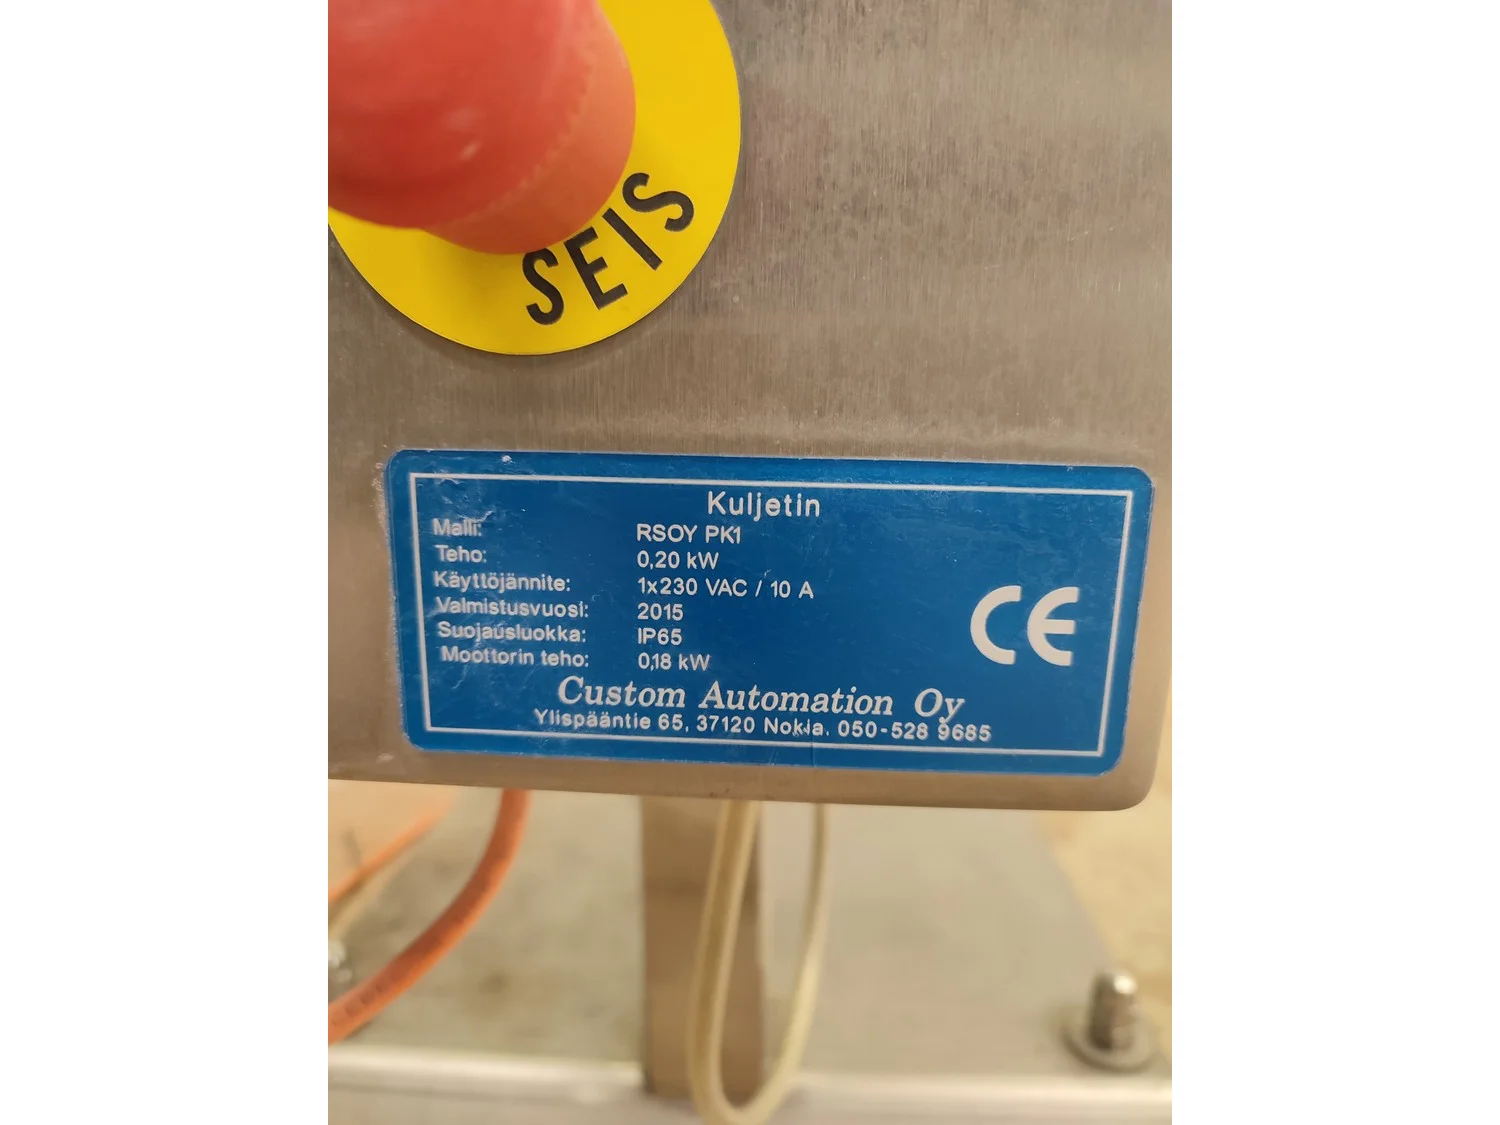 SEIS
Kuljetin
Malli: RSOY PK1
Teho: 0,20 kW
Käyttöjännite: 1x230 VAC / 10 A
Valmistusvuosi: 2015
Suojausluokka: IP65
Moottorin teho: 0,18 kW
CE
Custom Automation Oy
Ylispääntie 65, 37120 Nokia. 050-528 9685